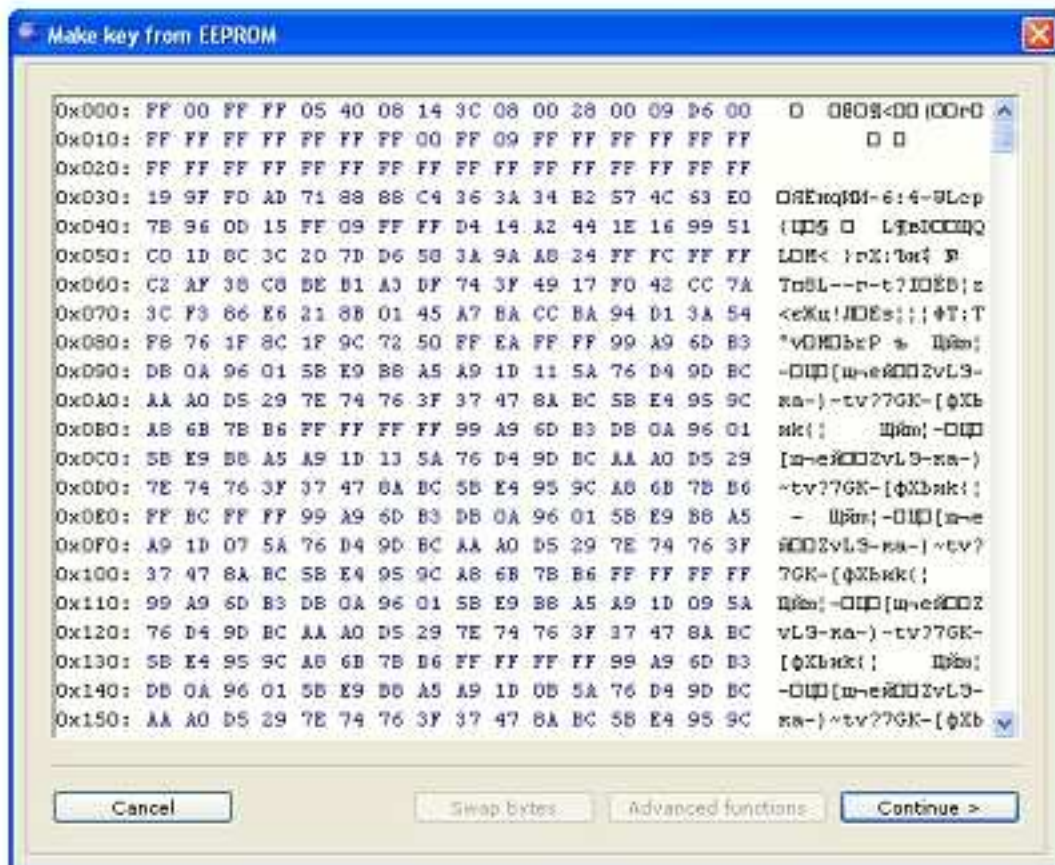 Make key from EEPROM
0x000: FF 00 FF FF 05 40 08 14 3C 08 00 28 00 09 D6 00
0x010: FF FF FF FF FF FF FF 00 FF 09 FF FF FF FF FF FF
0x020: FF FF FF FF FF FF FF FF FF FF FF FF FF FF FF FF
0x030: 19 9F F0 AD 71 88 88 C4 36 3A 34 B2 57 4C 63 E0
0x040: 7B 96 0D 15 FF 09 FF FF D4 14 A2 44 1E 16 99 51
0x050: C0 1D 8C 3C 20 7D D6 58 3A 9A A8 24 FF FC FF FF
0x060: C2 AF 38 C8 BE B1 A3 DF 74 3F 49 17 F0 42 CC 7A
0x070: 3C F3 86 E6 21 8B 01 45 A7 BA CC BA 94 D1 3A 54
0x080: F8 76 1F 8C 1F 9C 72 50 FF EA FF FF 99 A9 6D B3
0x090: DB 0A 96 01 5B E9 B8 A5 A9 1D 11 5A 76 D4 9D BC
0x0A0: AA A0 D5 29 7E 74 76 3F 37 47 8A BC 5B E4 95 9C
0x0B0: A8 6B 7B B6 FF FF FF FF 99 A9 6D B3 DB 0A 96 01
0x0C0: 5B E9 B8 A5 A9 1D 13 5A 76 D4 9D BC AA A0 D5 29
0x0D0: 7E 74 76 3F 37 47 8A BC 5B E4 95 9C A8 6B 7B B6
0x0E0: FF BC FF FF 99 A9 6D B3 DB 0A 96 01 5B E9 B8 A5
0x0F0: A9 1D 07 5A 76 D4 9D BC AA A0 D5 29 7E 74 76 3F
0x100: 37 47 8A BC 5B E4 95 9C A8 6B 7B B6 FF FF FF FF
0x110: 99 A9 6D B3 DB 0A 96 01 5B E9 B8 A5 A9 1D 09 5A
0x120: 76 D4 9D BC AA A0 D5 29 7E 74 76 3F 37 47 8A BC
0x130: 5B E4 95 9C A8 6B 7B B6 FF FF FF FF 99 A9 6D B3
0x140: DB 0A 96 01 5B E9 B8 A5 A9 1D 0B 5A 76 D4 9D BC
0x150: AA A0 D5 29 7E 74 76 3F 37 47 8A BC 5B E4 95 9C
Cancel Swap bytes Advanced functions Continue >